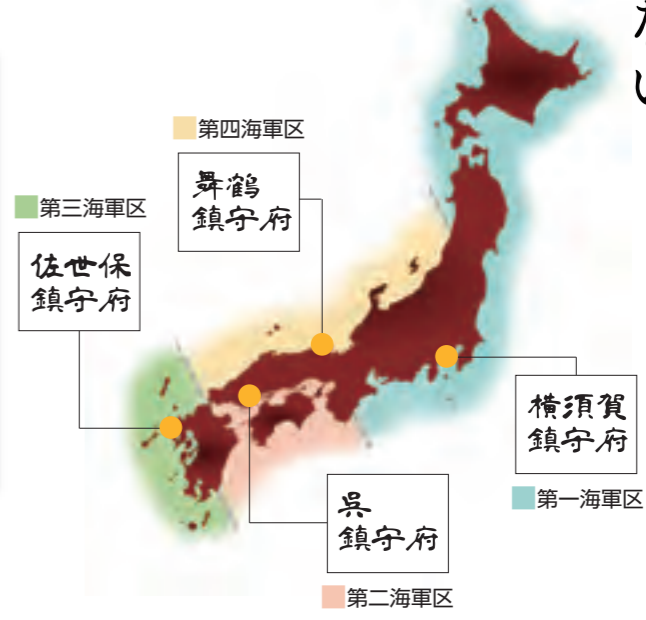 第四海軍区
舞鶴
鎮守府
第三海軍区
佐世保
鎮守府
横須賀
鎮守府
第一海軍区
呉
鎮守府
第二海軍区